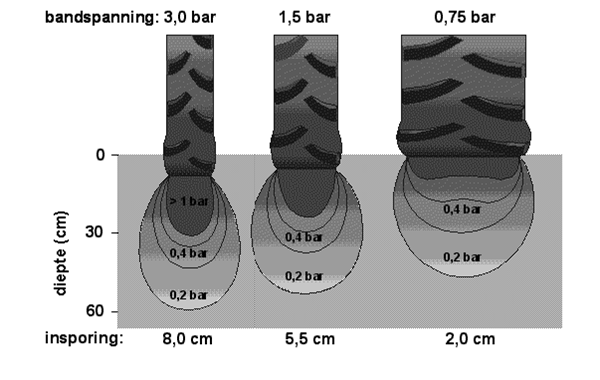 bandspanning: 3,0 bar 1,5 bar 0,75 bar
0
> 1 bar
0,4 bar
30
0,4 bar
0,4 bar
0,2 bar
0,2 bar
0,2 bar
60
diepte (cm)
insporing: 8,0 cm 5,5 cm 2,0 cm